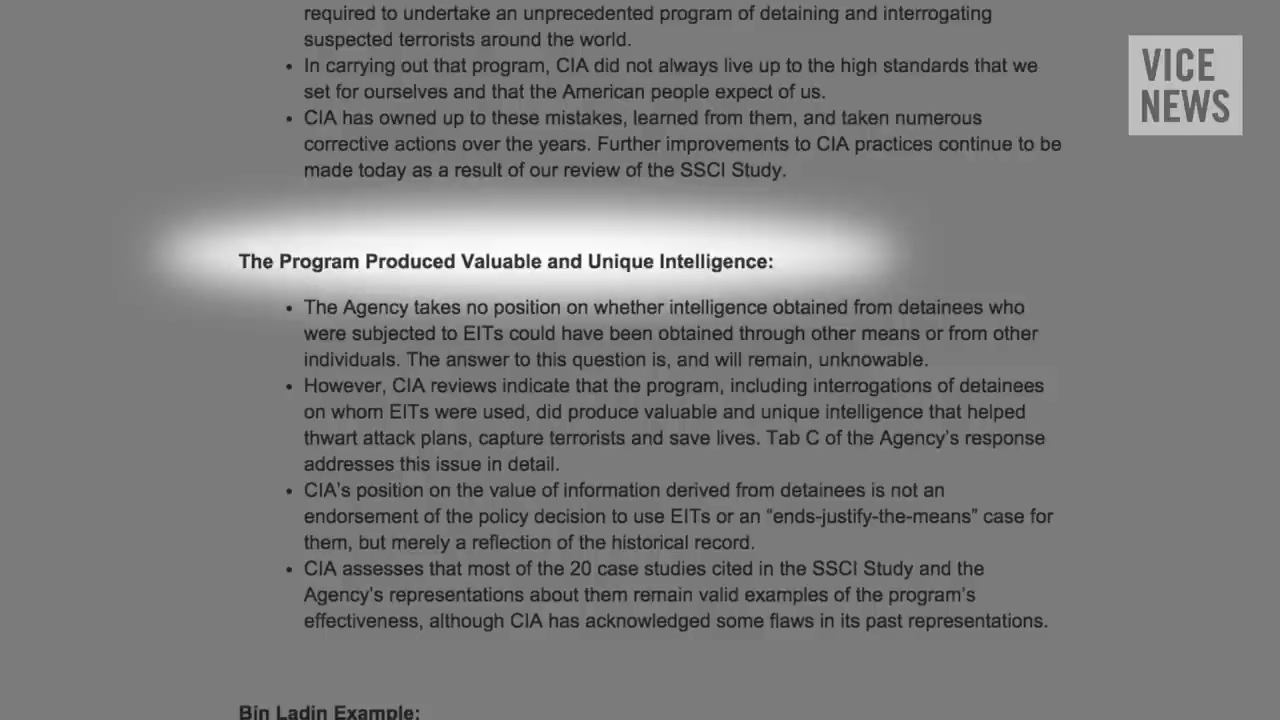 required to undertake an unprecedented program of detaining and interrogating
suspected terrorists around the world.
• In carrying out that program, CIA did not always live up to the high standards that we
set for ourselves and that the American people expect of us.
• CIA has owned up to these mistakes, learned from them, and taken numerous
corrective actions over the years. Further improvements to CIA practices continue to be
made today as a result of our review of the SSCI Study.
VICE
NEWS
The Program Produced Valuable and Unique Intelligence:
• The Agency takes no position on whether intelligence obtained from detainees who
were subjected to EITs could have been obtained through other means or from other
individuals. The answer to this question is, and will remain, unknowable.
• However, CIA reviews indicate that the program, including interrogations of detainees
on whom EITs were used, did produce valuable and unique intelligence that helped
thwart attack plans, capture terrorists and save lives. Tab C of the Agency's response
addresses this issue in detail.
• CIA's position on the value of information derived from detainees is not an
endorsement of the policy decision to use EITs or an “ends-justify-the-means” case for
them, but merely a reflection of the historical record.
• CIA assesses that most of the 20 case studies cited in the SSCI Study and the
Agency's representations about them remain valid examples of the program's
effectiveness, although CIA has acknowledged some flaws in its past representations.
Bin Ladin Example: